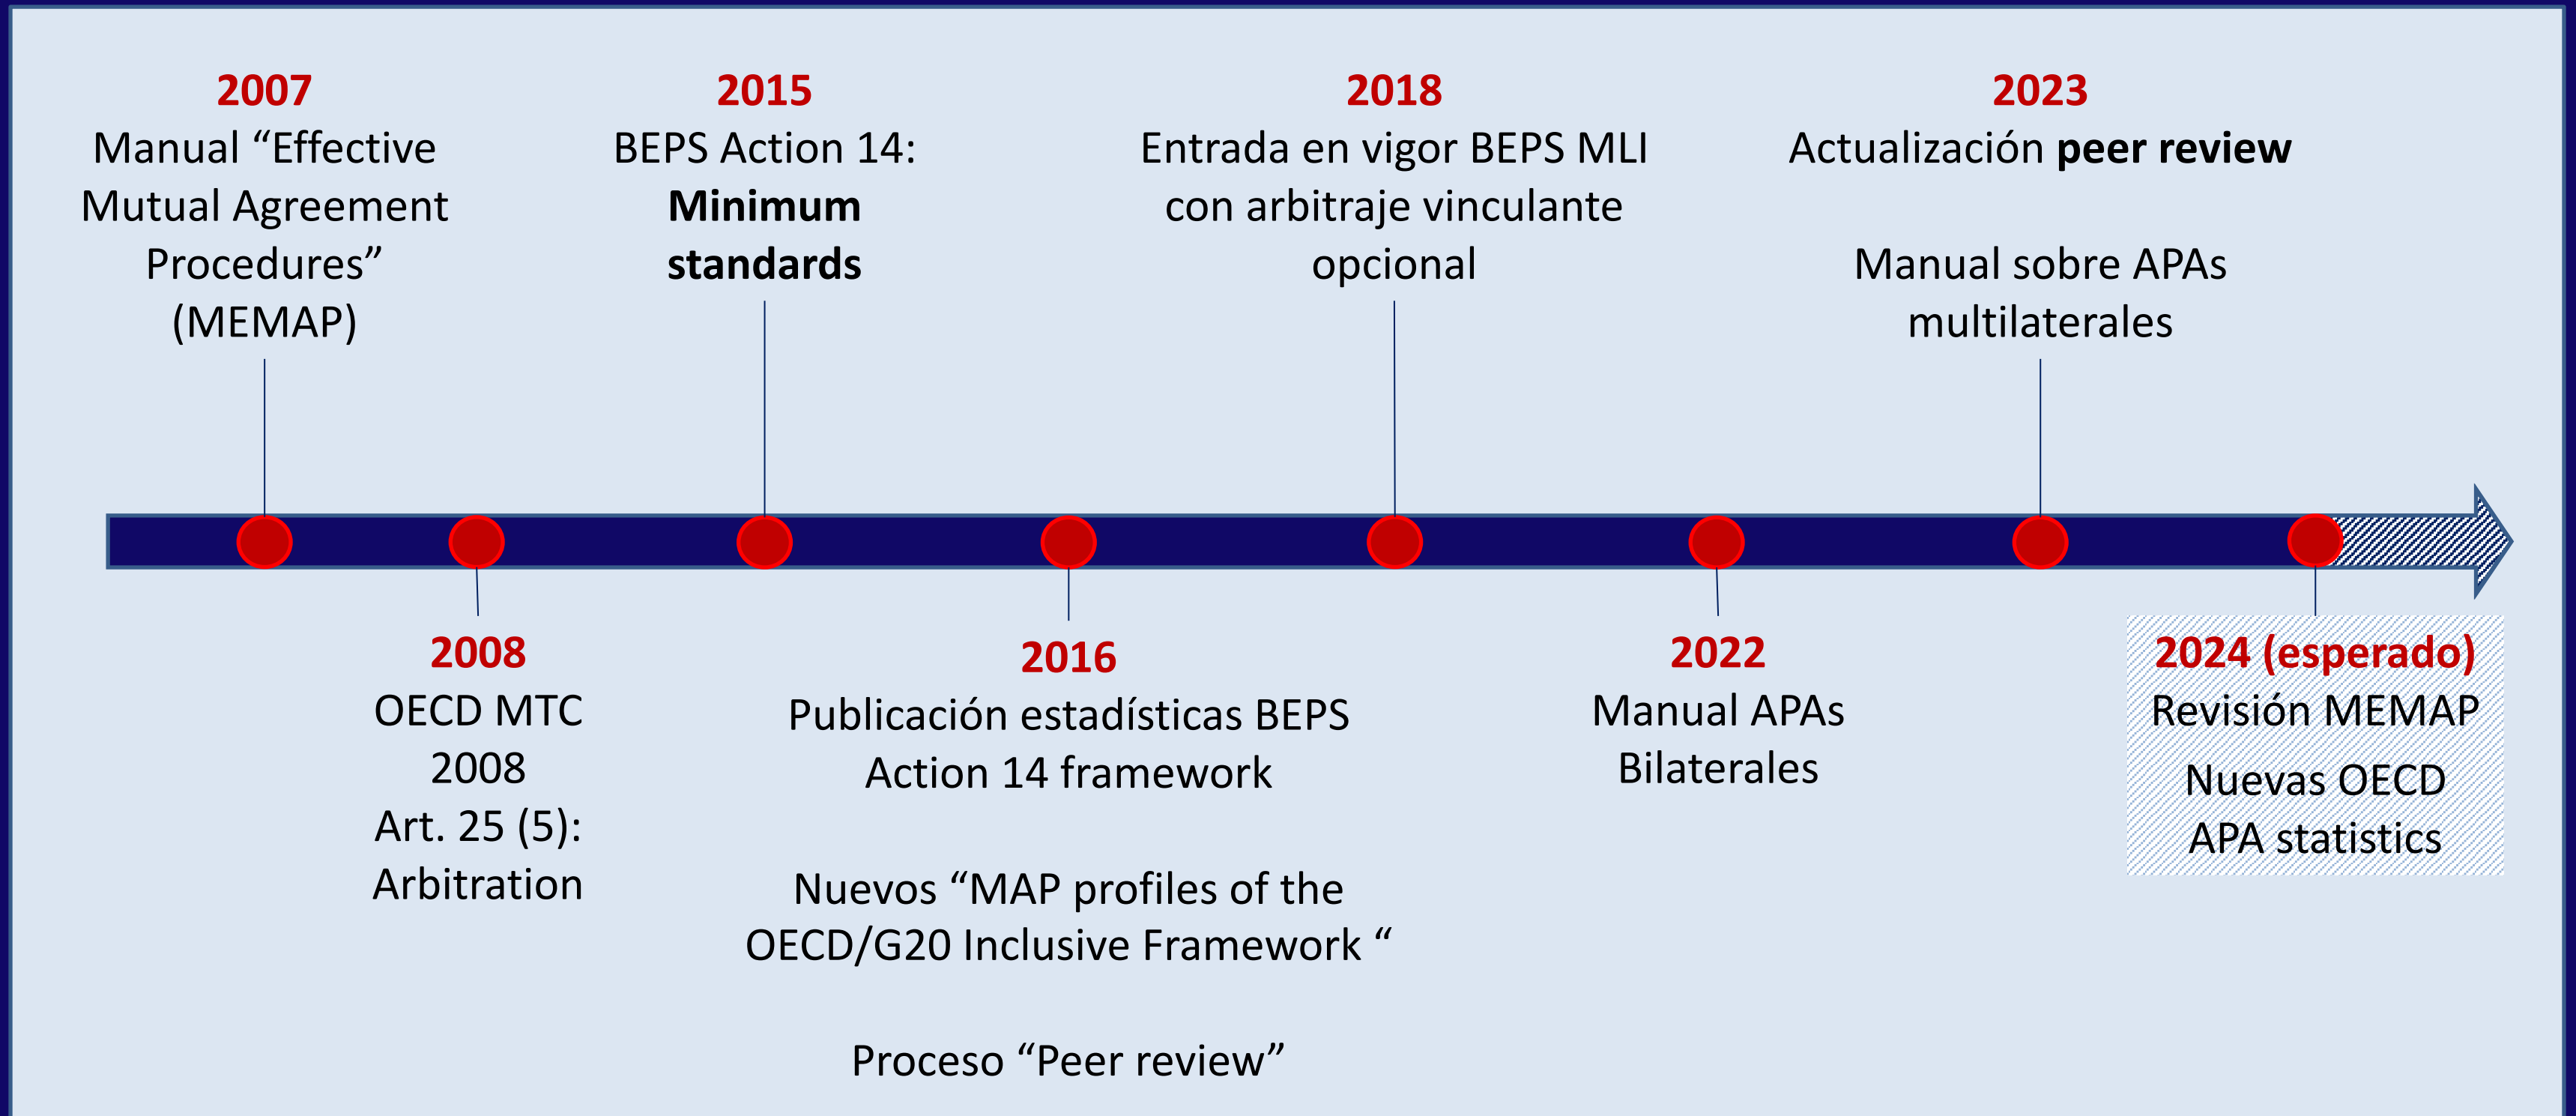 2007
Manual “Effective
Mutual Agreement
Procedures”
(MEMAP)
2015
BEPS Action 14:
Minimum
standards
2018
Entrada en vigor BEPS MLI
con arbitraje vinculante
opcional
2023
Actualización peer review
Manual sobre APAs
multilaterales
2008
OECD MTC
2008
Art. 25 (5):
Arbitration
2016
Publicación estadísticas BEPS
Action 14 framework
Nuevos “MAP profiles of the
OECD/G20 Inclusive Framework “
Proceso “Peer review”
2022
Manual APAs
Bilaterales
2024 (esperado)
Revisión MEMAP
Nuevas OECD
APA statistics